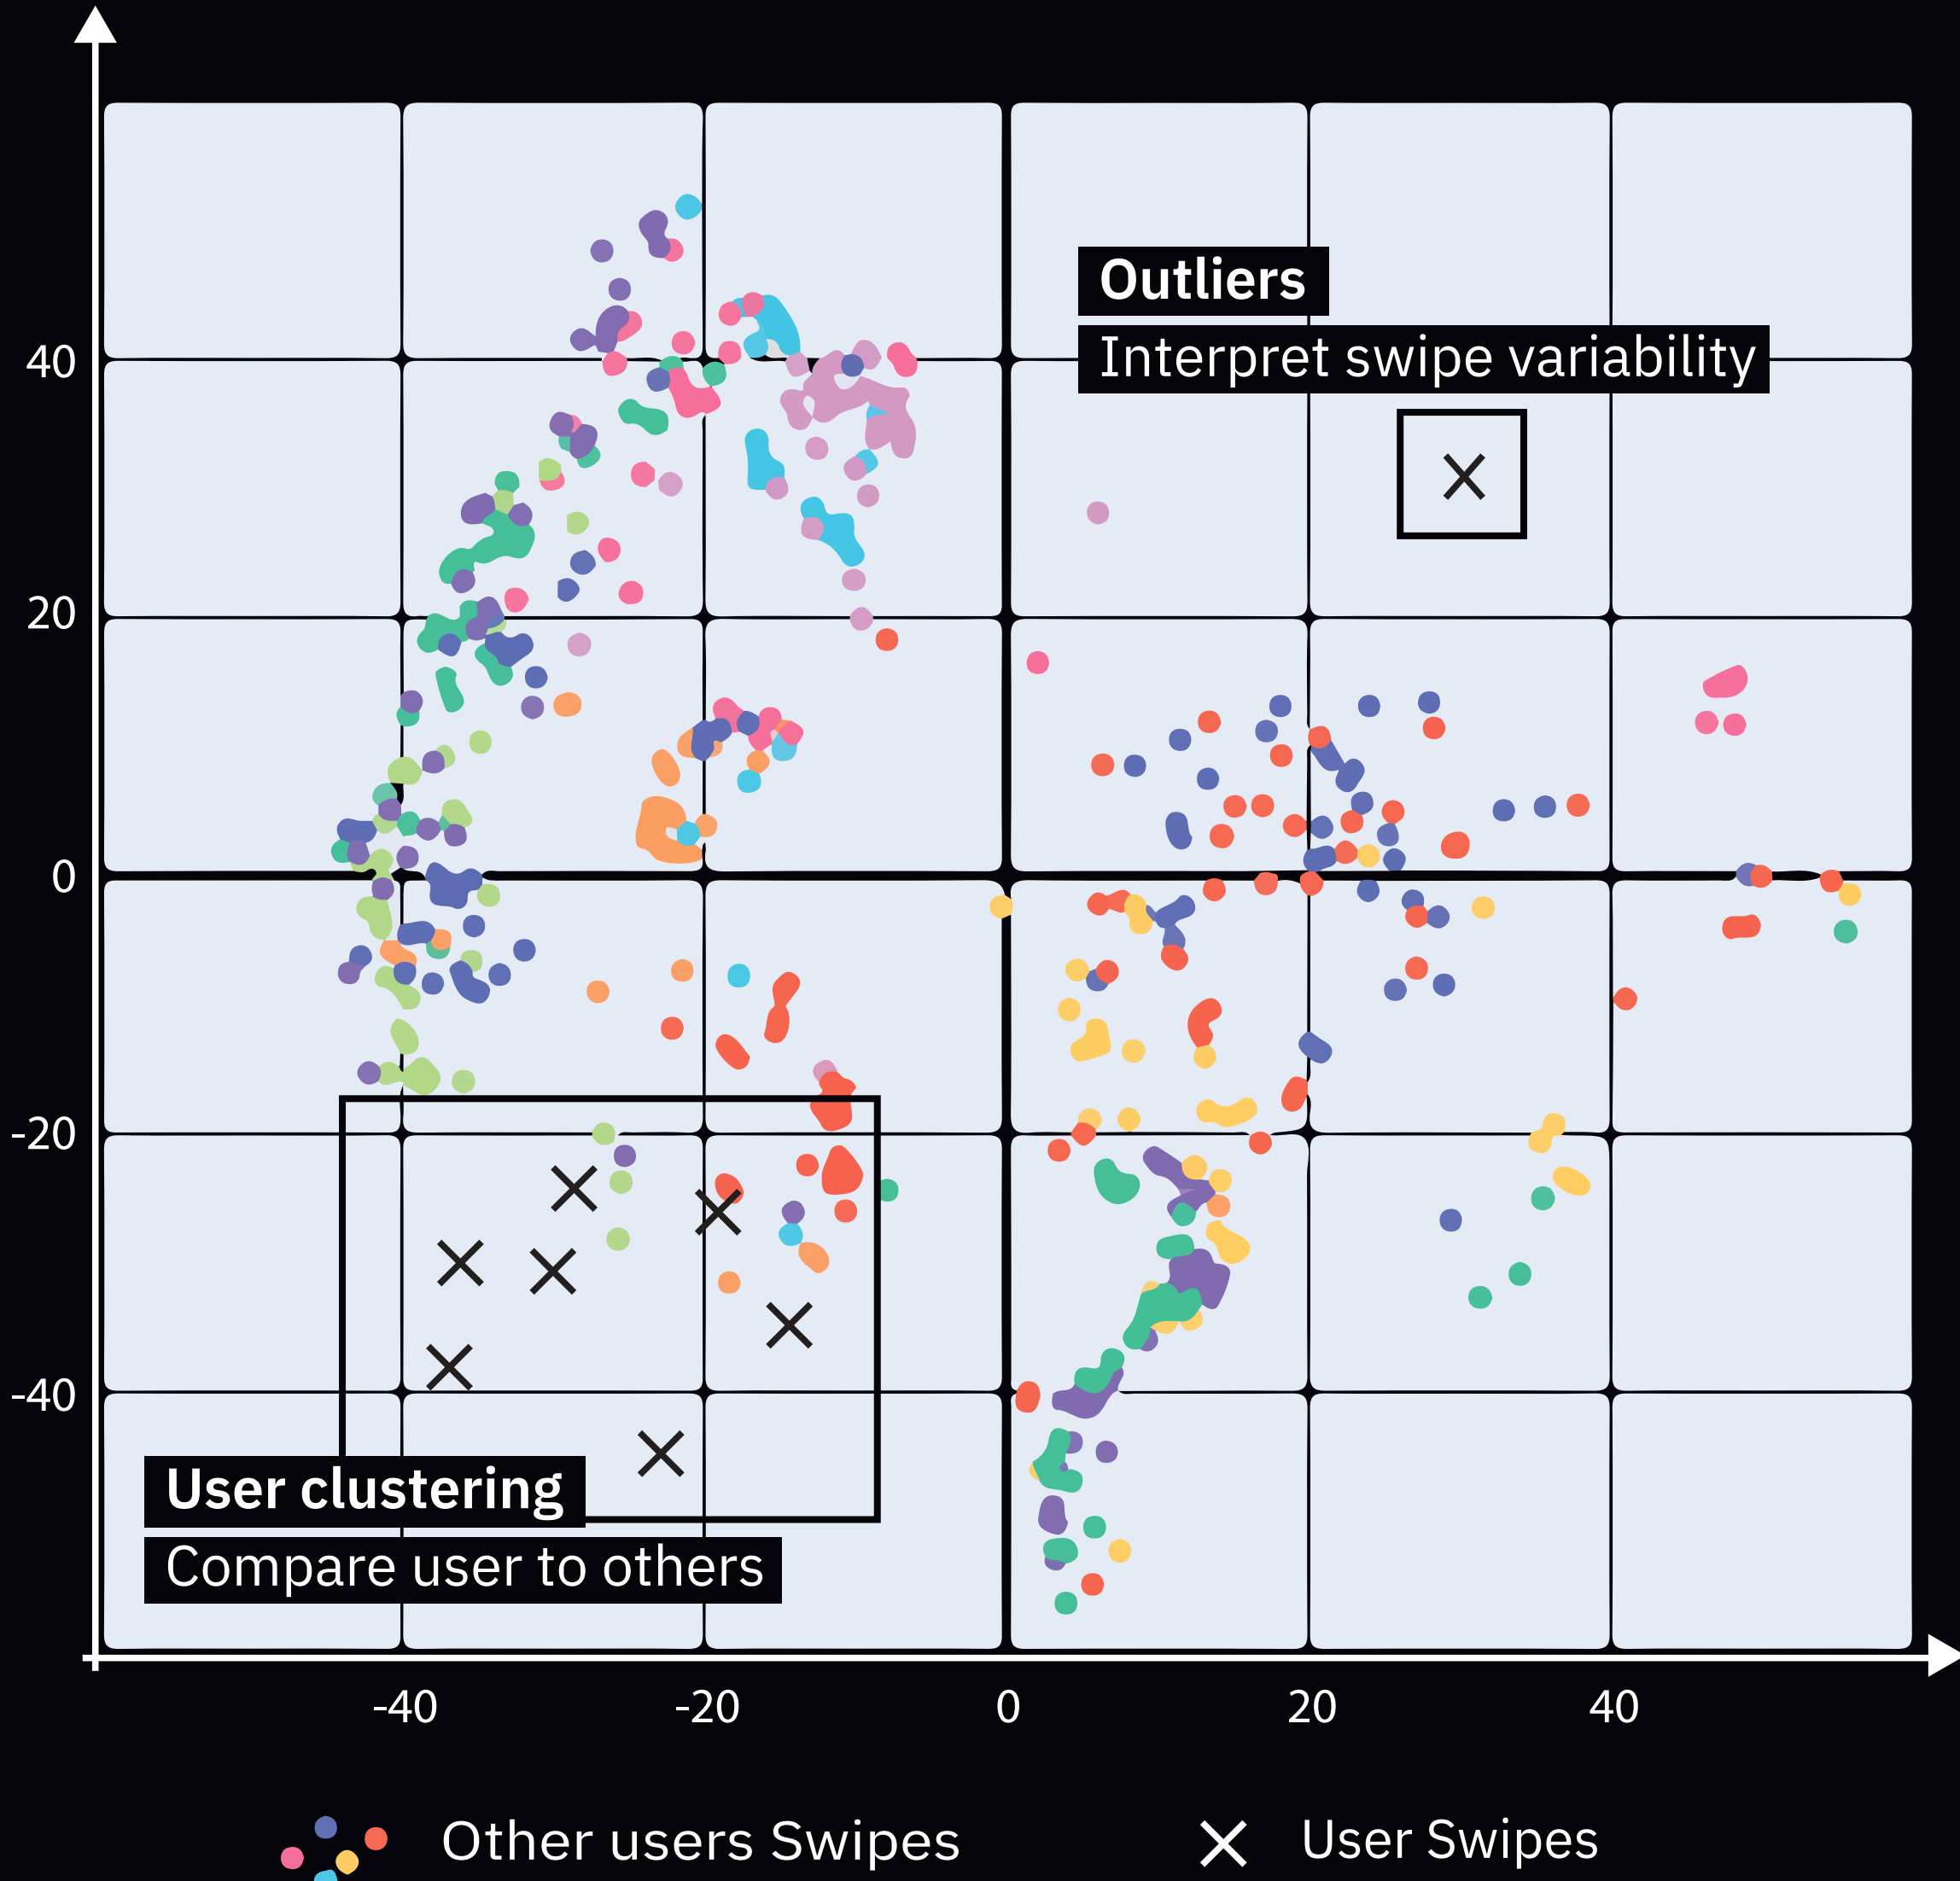 Outliers
Interpret swipe variability
40
20
0
-20
-40
User clustering
Compare user to others
-40
-20
0
20
40
Other users Swipes
User Swipes